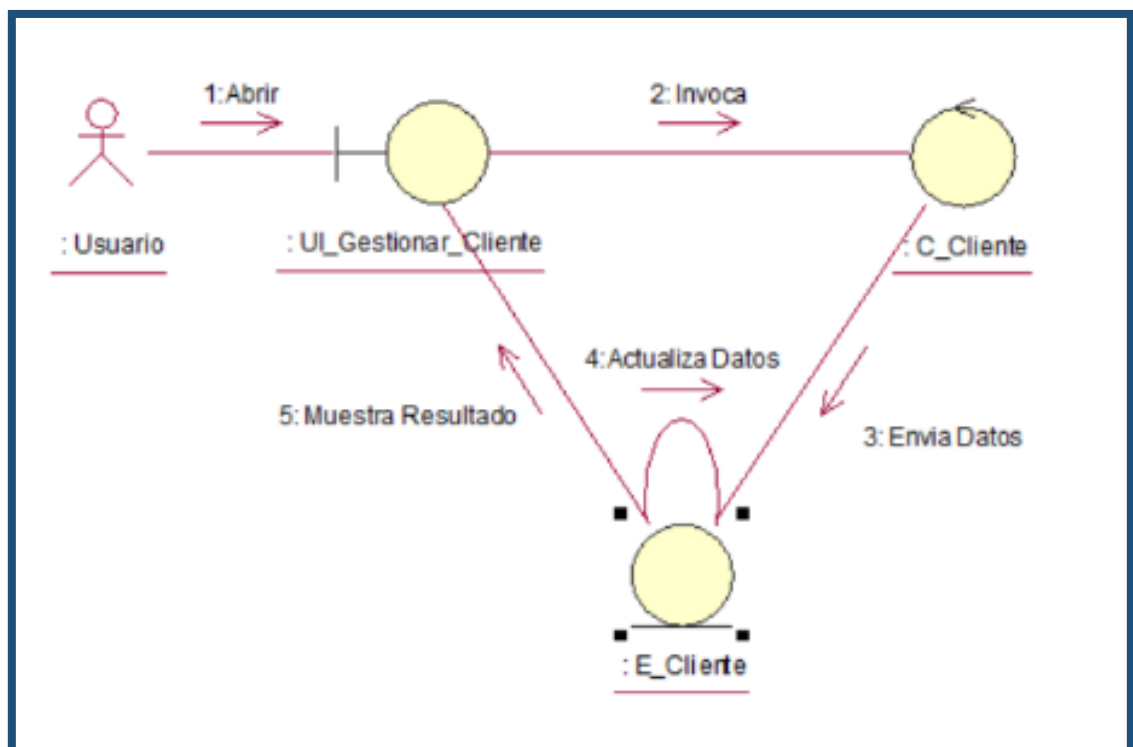 1:Abrir
2: Invoca
: Usuario
: UI_Gestionar_Cliente
: C_Cliente
4:Actualiza Datos
5: Muestra Resultado
3: Envia Datos
: E_Cliente